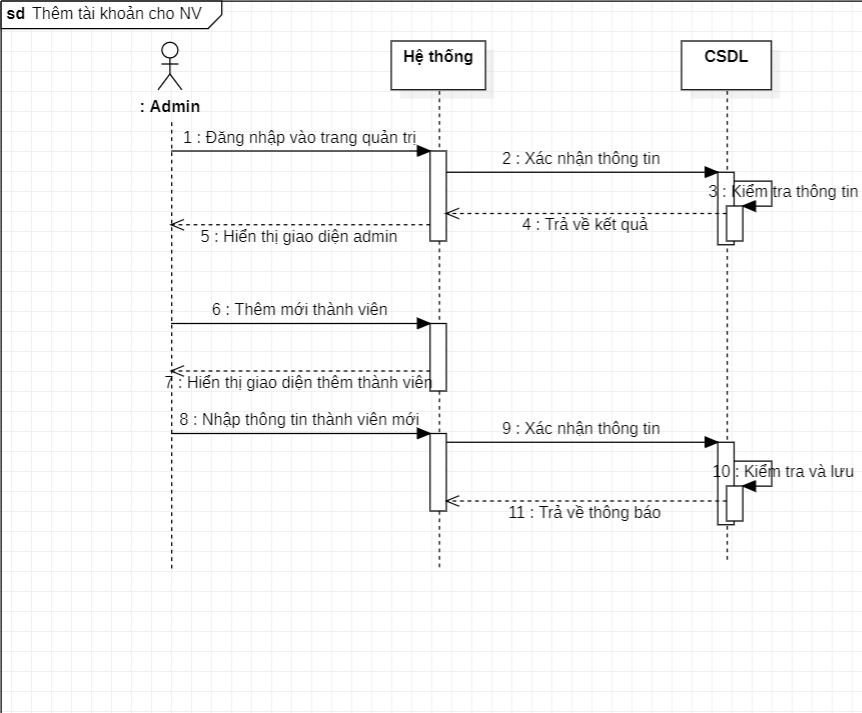 sd Thêm tài khoản cho NV
Hệ thống
CSDL
: Admin
1 : Đăng nhập vào trang quản trị
2 : Xác nhận thông tin
3 : Kiểm tra thông tin
4 : Trả về kết quả
5 : Hiển thị giao diện admin
6 : Thêm mới thành viên
7 : Hiển thị giao diện thêm thành viên
8 : Nhập thông tin thành viên mới
9 : Xác nhận thông tin
10 : Kiểm tra và lưu
11 : Trả về thông báo